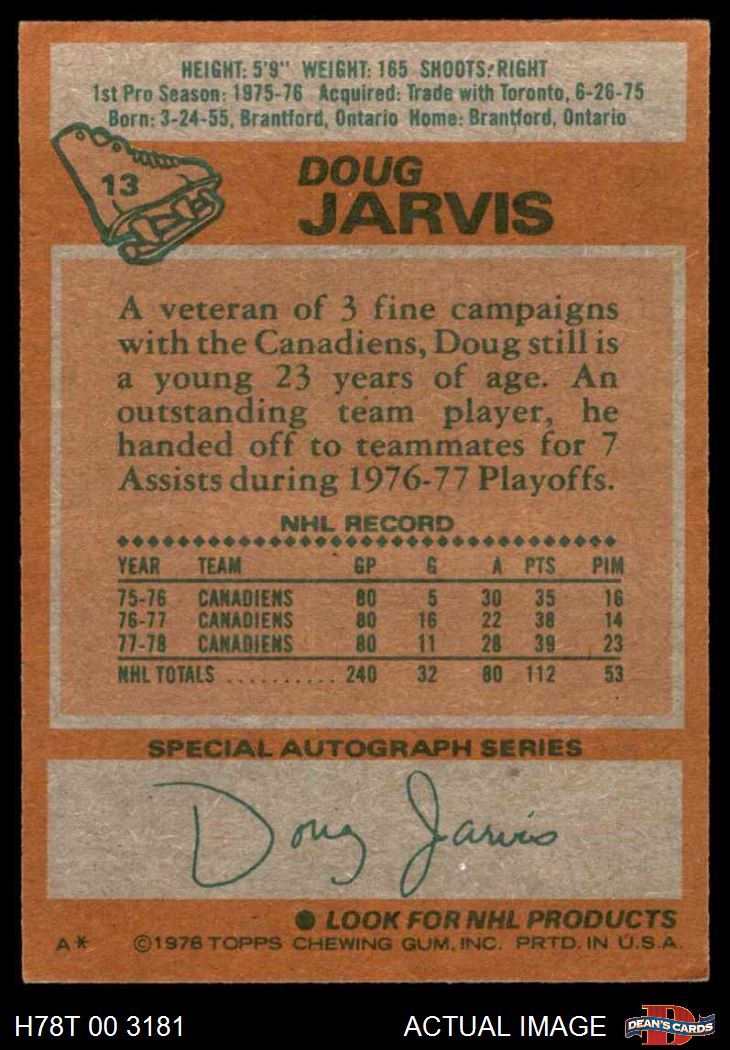 HEIGHT: 5'9" WEIGHT: 165 SHOOTS: RIGHT
1st Pro Season: 1975-76 Acquired: Trade with Toronto, 6-26-75
Born: 3-24-55, Brantford, Ontario Home: Brantford, Ontario
13
DOUG
JARVIS
A veteran of 3 fine campaigns
with the Canadiens, Doug still is
a young 23 years of age. An
outstanding team player, he
handed off to teammates for 7
Assists during 1976-77 Playoffs.
NHL RECORD
YEAR TEAM GP G A PTS PIM
75-76 CANADIENS 80 5 30 35 16
76-77 CANADIENS 80 16 22 38 14
77-78 CANADIENS 80 11 28 39 23
NHL TOTALS .......... 240 32 80 112 53
SPECIAL AUTOGRAPH SERIES
Doug Jarvis
● LOOK FOR NHL PRODUCTS
A* ©1978 TOPPS CHEWING GUM, INC. PRTD. IN U.S.A.
H78T 00 3181 ACTUAL IMAGE DEAN'S CARDS